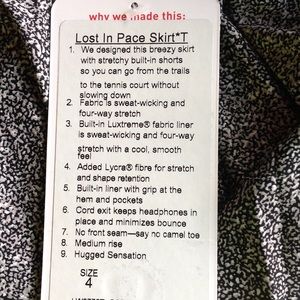 why we made this:
Lost In Pace Skirt*T
1. We designed this breezy skirt
with stretchy built-in shorts
so you can go from the trails
to the tennis court without
slowing down
2. Fabric is sweat-wicking and
four-way stretch
3. Built-in Luxtreme® fabric liner
is sweat-wicking and four-way
stretch with a cool, smooth
feel
4. Added Lycra® fibre for stretch
and shape retention
5. Built-in liner with grip at the
hem and pockets
6. Cord exit keeps headphones in
place and minimizes bounce
7. No front seam—say no camel toe
8. Medium rise
9. Hugged Sensation
SIZE
4